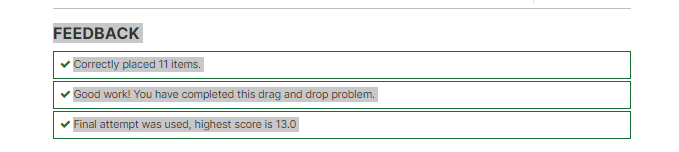 FEEDBACK
Correctly placed 11 items.
Good work! You have completed this drag and drop problem.
Final attempt was used, highest score is 13.0